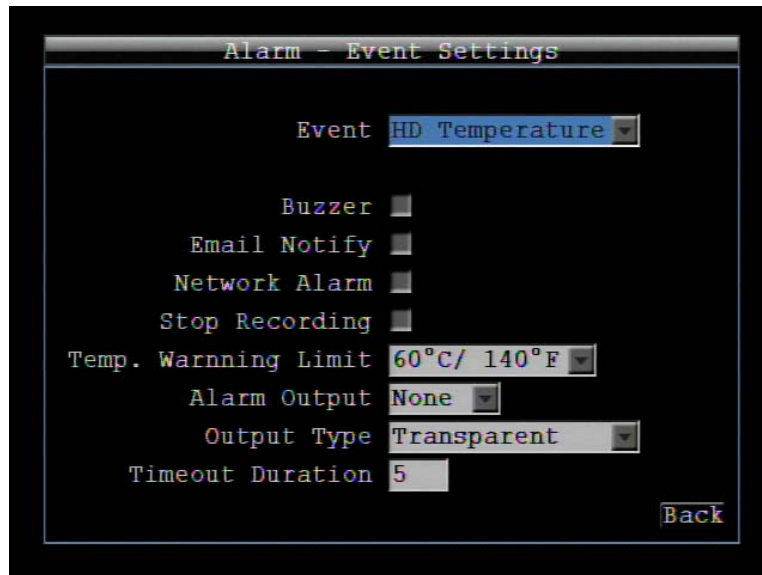 Alarm - Event Settings
Event HD Temperature
Buzzer
Email Notify
Network Alarm
Stop Recording
Temp. Warnning Limit 60°C/ 140°F
Alarm Output None
Output Type Transparent
Timeout Duration 5
Back